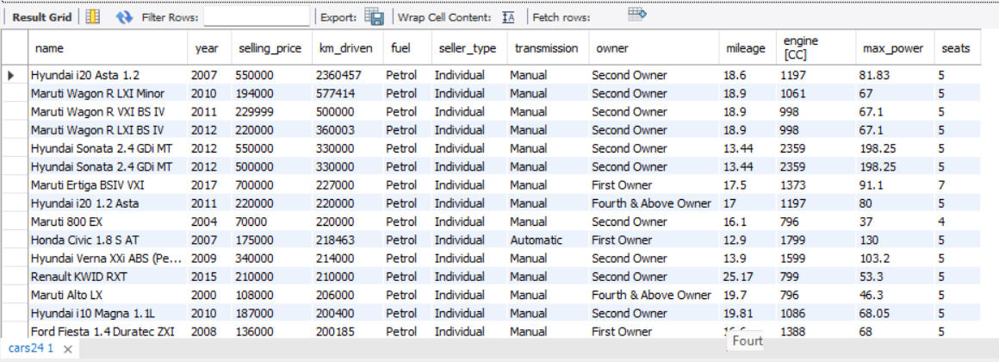 Result Grid Filter Rows: Export: Wrap Cell Content: Fetch rows:
name year selling_price km_driven fuel seller_type transmission owner mileage engine [CC] max_power seats
Hyundai i20 Asta 1.2 2007 550000 2360457 Petrol Individual Manual Second Owner 18.6 1197 81.83 5
Maruti Wagon R LXI Minor 2010 194000 577414 Petrol Individual Manual Second Owner 18.9 1061 67 5
Maruti Wagon R VXI BS IV 2011 229999 500000 Petrol Individual Manual Second Owner 18.9 998 67.1 5
Maruti Wagon R LXI BS IV 2012 220000 360003 Petrol Individual Manual Second Owner 18.9 998 67.1 5
Hyundai Sonata 2.4 GDi MT 2012 550000 330000 Petrol Individual Manual Second Owner 13.44 2359 198.25 5
Hyundai Sonata 2.4 GDi MT 2012 500000 330000 Petrol Individual Manual Second Owner 13.44 2359 198.25 5
Maruti Ertiga BSIV VXI 2017 700000 227000 Petrol Individual Manual First Owner 17.5 1373 91.1 7
Hyundai i20 1.2 Asta 2011 220000 220000 Petrol Individual Manual Fourth & Above Owner 17 1197 80 5
Maruti 800 EX 2004 70000 220000 Petrol Individual Manual Second Owner 16.1 796 37 4
Honda Civic 1.8 S AT 2007 175000 218463 Petrol Individual Automatic First Owner 12.9 1799 130 5
Hyundai Verna XXi ABS (Pe... 2009 340000 214000 Petrol Individual Manual Second Owner 13.9 1599 103.2 5
Renault KWID RXT 2015 210000 210000 Petrol Individual Manual Second Owner 25.17 799 53.3 5
Maruti Alto LX 2000 108000 206000 Petrol Individual Manual Fourth & Above Owner 19.7 796 46.3 5
Hyundai i10 Magna 1.1L 2010 187000 200400 Petrol Individual Manual Second Owner 19.81 1086 68.05 5
Ford Fiesta 1.4 Duratec ZXI 2008 136000 200185 Petrol Individual Manual First Owner 1388 68 5
cars24 1 Fourt